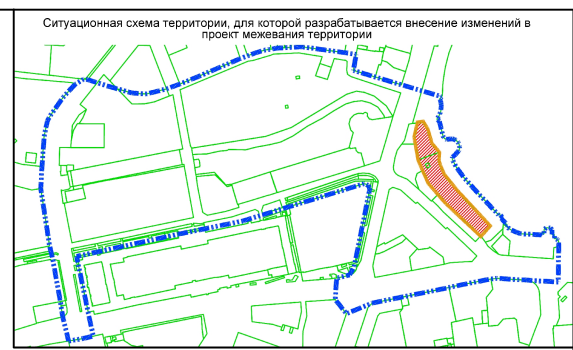 Ситуационная схема территории, для которой разрабатывается внесение изменений в
проект межевания территории